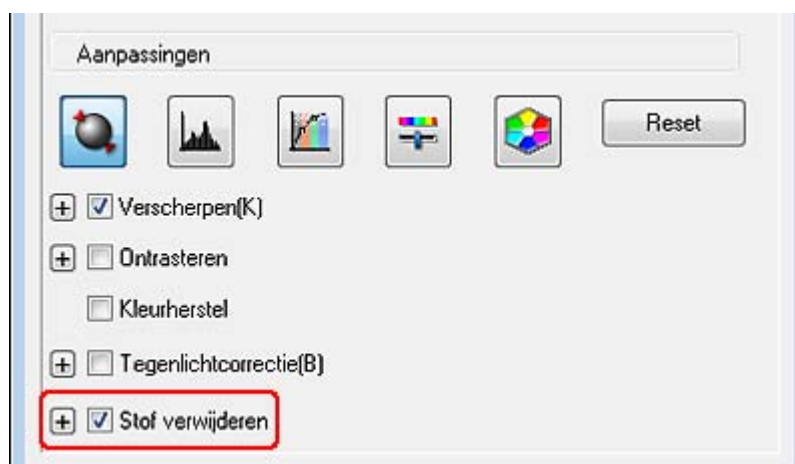 Aanpassingen
Reset
Verscherpen(K)
Ontrasteren
Kleurherstel
Tegenlichtcorrectie(B)
Stof verwijderen